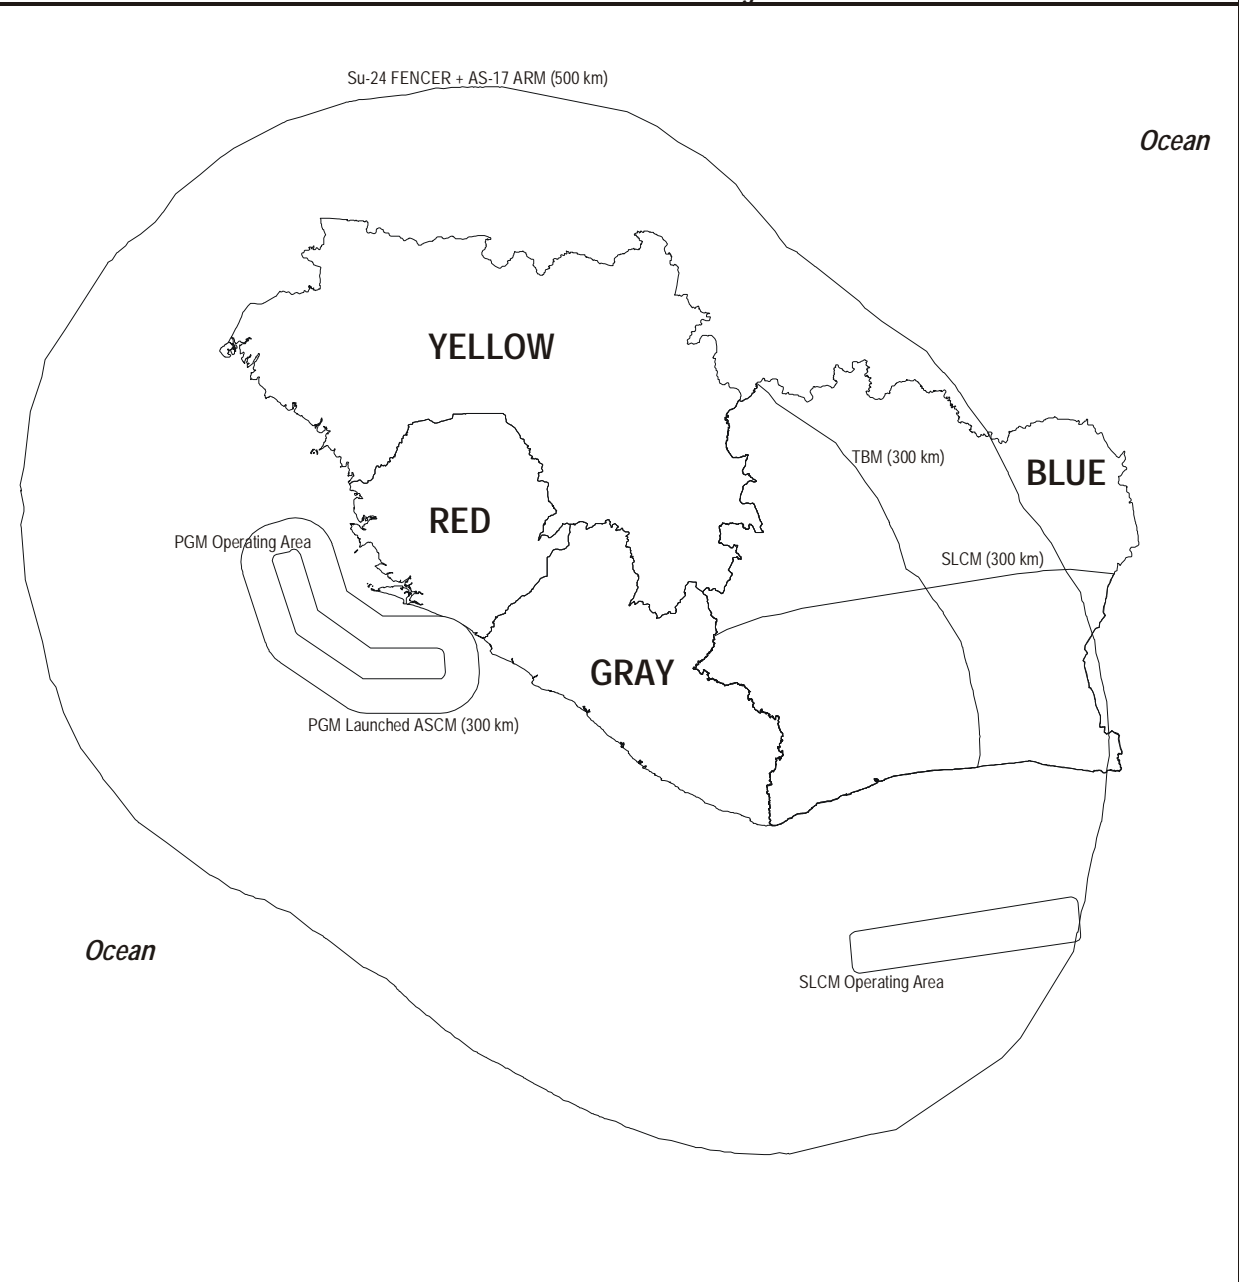 Su-24 FENCER + AS-17 ARM (500 km)
Ocean
YELLOW
TBM (300 km)
BLUE
RED
PGM Operating Area
SLCM (300 km)
GRAY
PGM Launched ASCM (300 km)
Ocean
SLCM Operating Area